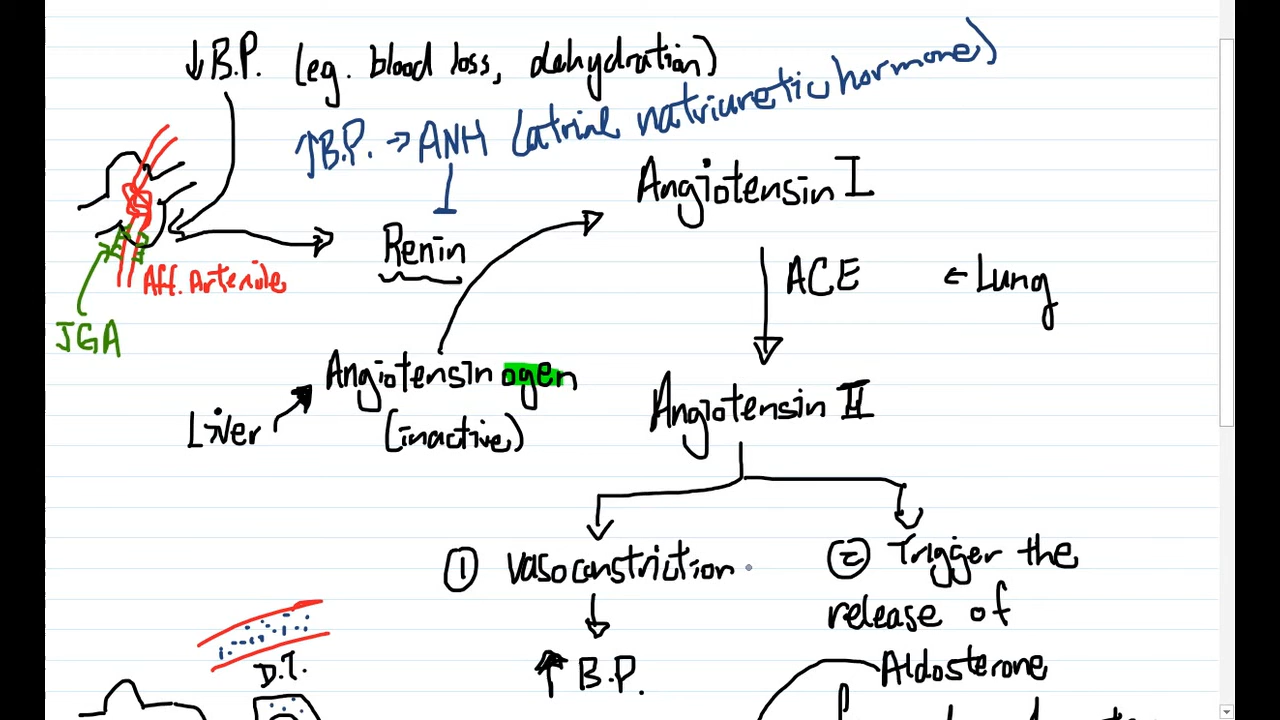 ↓B.P. (eg. blood loss, dehydration)
↑B.P. → ANH (atrial natriuretic hormone)
Angiotensin I
Renin
ACE ← Lung
Aff. Arteriole
JGA
Angiotensinogen
(inactive)
Liver
Angiotensin II
① Vasoconstriction
↑ B.P.
② Trigger the
release of
Aldosterone
D.T.